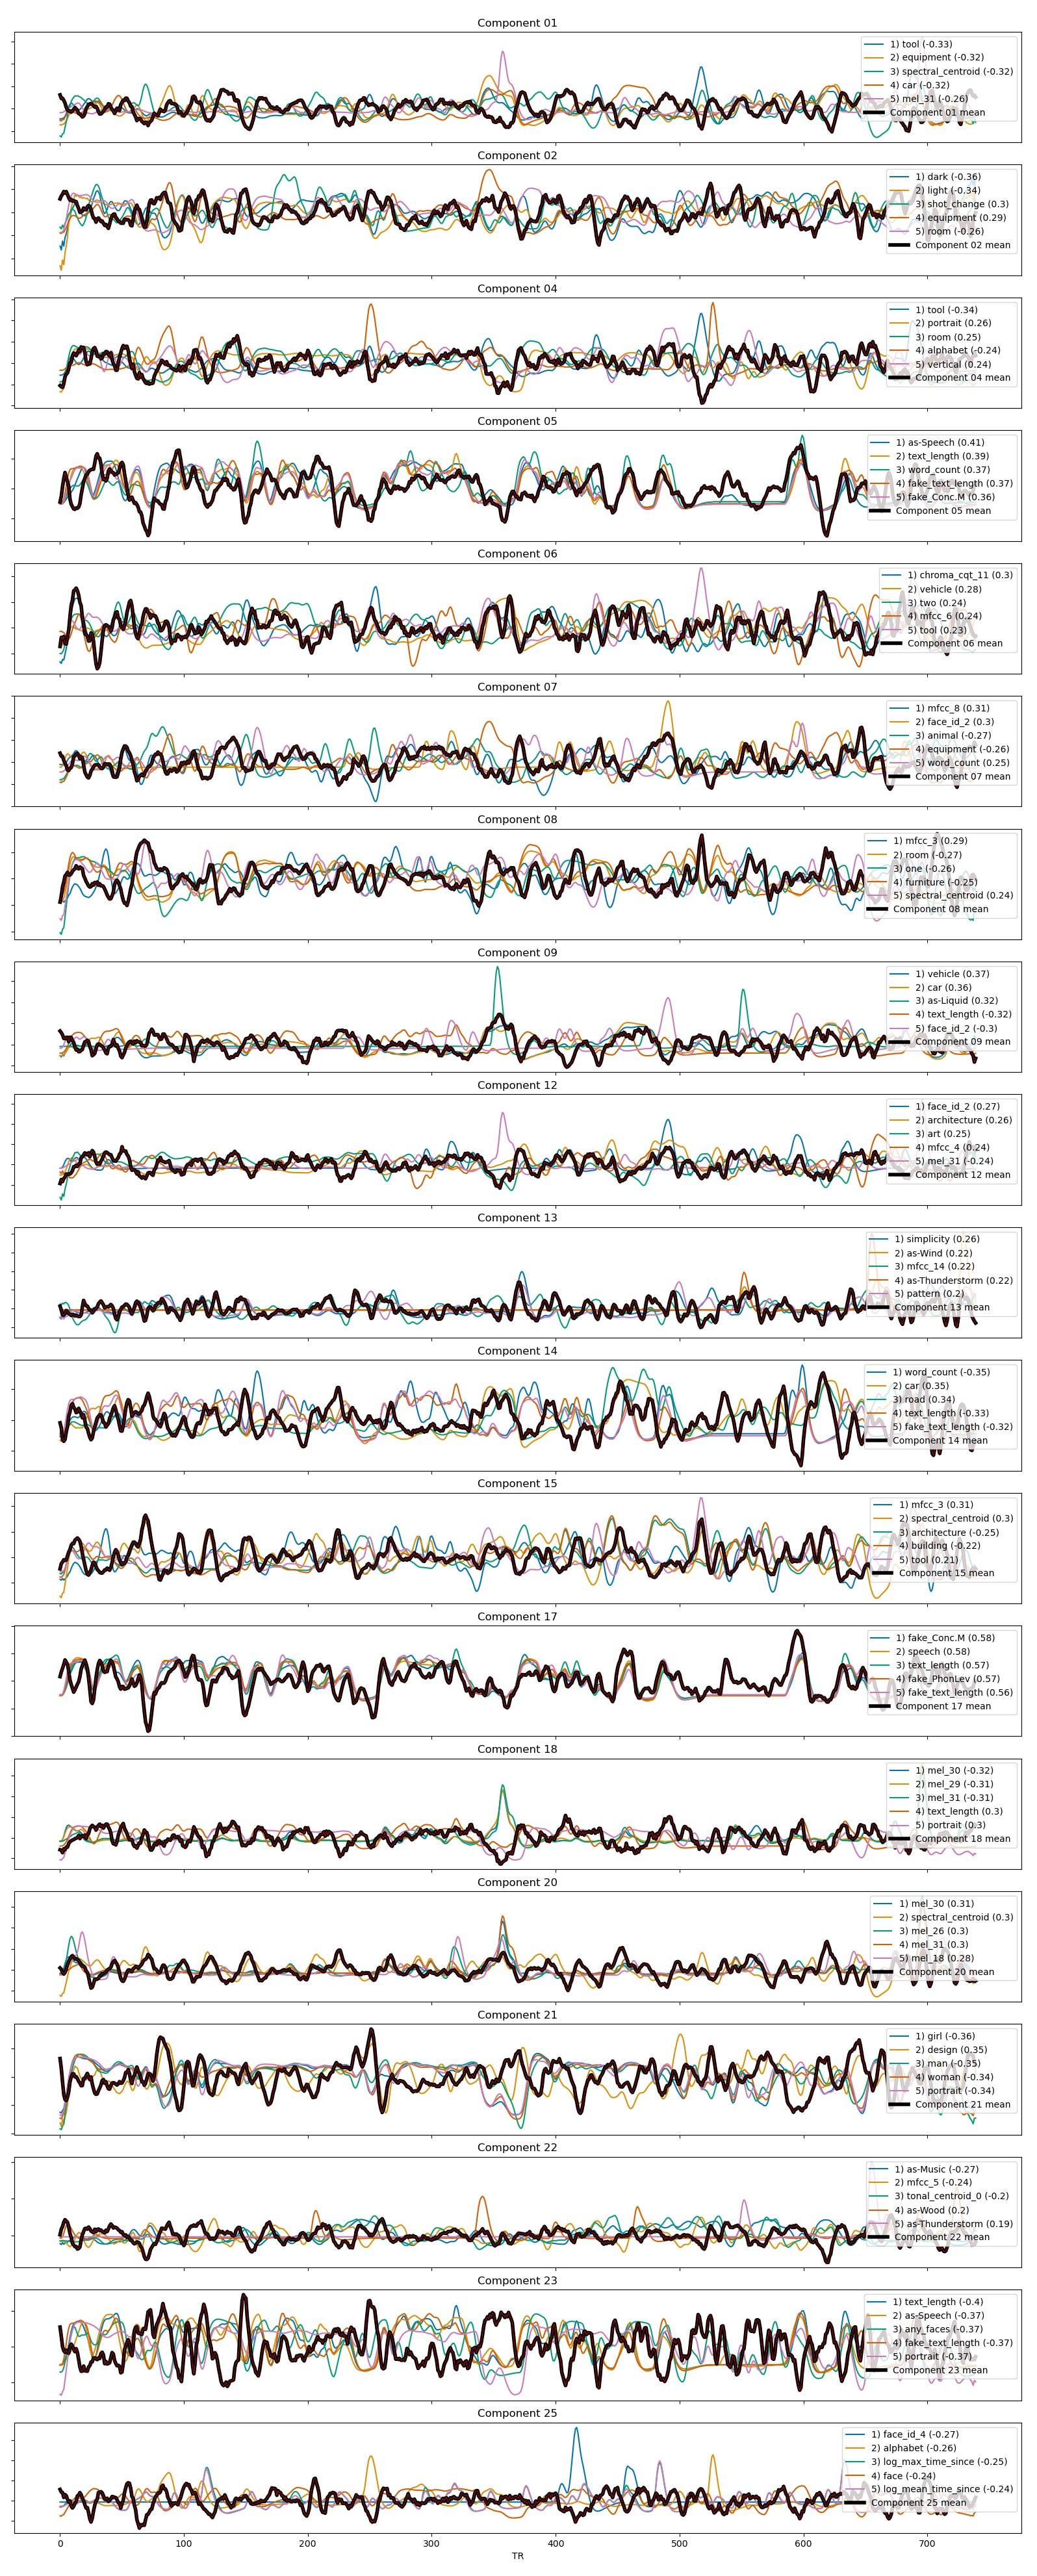 Component 01
1) tool (-0.33)
2) equipment (-0.32)
3) spectral_centroid (-0.32)
4) car (-0.32)
5) mel_31 (-0.26)
Component 01 mean
Component 02
1) dark (-0.36)
2) light (-0.34)
3) shot_change (0.3)
4) equipment (0.29)
5) room (-0.26)
Component 02 mean
Component 04
1) tool (-0.34)
2) portrait (0.26)
3) room (0.25)
4) alphabet (-0.24)
5) vertical (0.24)
Component 04 mean
Component 05
1) as-Speech (0.41)
2) text_length (0.39)
3) word_count (0.37)
4) fake_text_length (0.37)
5) fake_Conc.M (0.36)
Component 05 mean
Component 06
1) chroma_cqt_11 (0.3)
2) vehicle (0.28)
3) two (0.24)
4) mfcc_6 (0.24)
5) tool (0.23)
Component 06 mean
Component 07
1) mfcc_8 (0.31)
2) face_id_2 (0.3)
3) animal (-0.27)
4) equipment (-0.26)
5) word_count (0.25)
Component 07 mean
Component 08
1) mfcc_3 (0.29)
2) room (-0.27)
3) one (-0.26)
4) furniture (-0.25)
5) spectral_centroid (0.24)
Component 08 mean
Component 09
1) vehicle (0.37)
2) car (0.36)
3) as-Liquid (0.32)
4) text_length (-0.32)
5) face_id_2 (-0.3)
Component 09 mean
Component 12
1) face_id_2 (0.27)
2) architecture (0.26)
3) art (0.25)
4) mfcc_4 (0.24)
5) mel_31 (-0.24)
Component 12 mean
Component 13
1) simplicity (0.26)
2) as-Wind (0.22)
3) mfcc_14 (0.22)
4) as-Thunderstorm (0.22)
5) pattern (0.2)
Component 13 mean
Component 14
1) word_count (-0.35)
2) car (0.35)
3) road (0.34)
4) text_length (-0.33)
5) fake_text_length (-0.32)
Component 14 mean
Component 15
1) mfcc_3 (0.31)
2) spectral_centroid (0.3)
3) architecture (-0.25)
4) building (-0.22)
5) tool (0.21)
Component 15 mean
Component 17
1) fake_Conc.M (0.58)
2) speech (0.58)
3) text_length (0.57)
4) fake_PhonLev (0.57)
5) fake_text_length (0.56)
Component 17 mean
Component 18
1) mel_30 (-0.32)
2) mel_29 (-0.31)
3) mel_31 (-0.31)
4) text_length (0.3)
5) portrait (0.3)
Component 18 mean
Component 20
1) mel_30 (0.31)
2) spectral_centroid (0.3)
3) mel_26 (0.3)
4) mel_31 (0.3)
5) mel_18 (0.28)
Component 20 mean
Component 21
1) girl (-0.36)
2) design (0.35)
3) man (-0.35)
4) woman (-0.34)
5) portrait (-0.34)
Component 21 mean
Component 22
1) as-Music (-0.27)
2) mfcc_5 (-0.24)
3) tonal_centroid_0 (-0.2)
4) as-Wood (0.2)
5) as-Thunderstorm (0.19)
Component 22 mean
Component 23
1) text_length (-0.4)
2) as-Speech (-0.37)
3) any_faces (-0.37)
4) fake_text_length (-0.37)
5) portrait (-0.37)
Component 23 mean
Component 25
1) face_id_4 (-0.27)
2) alphabet (-0.26)
3) log_max_time_since (-0.25)
4) face (-0.24)
5) log_mean_time_since (-0.24)
Component 25 mean
0 100 200 300 400 500 600 700
TR